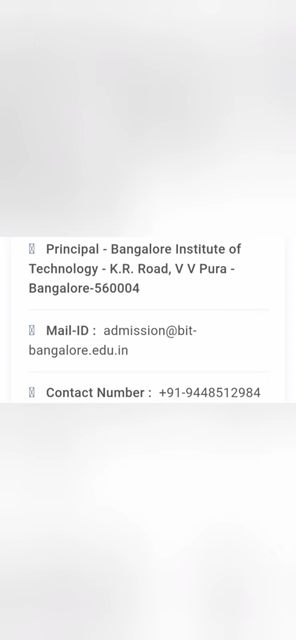 Principal - Bangalore Institute of
Technology - K.R. Road, V V Pura -
Bangalore-560004
Mail-ID : admission@bit-
bangalore.edu.in
Contact Number : +91-9448512984